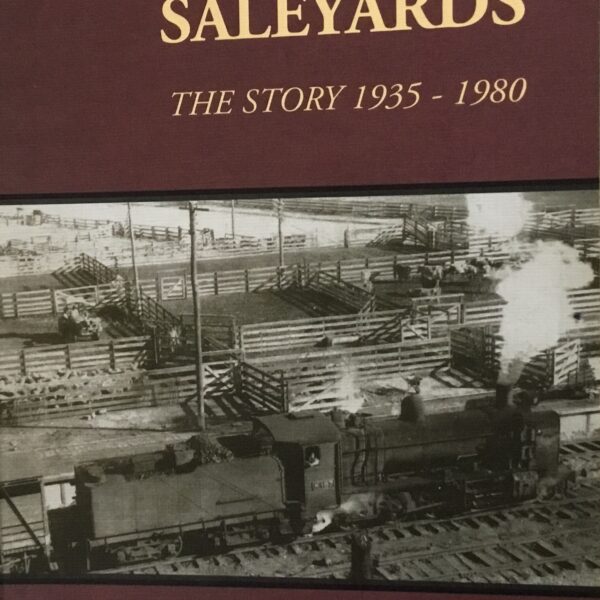 SALEYARDS
THE STORY 1935 - 1980